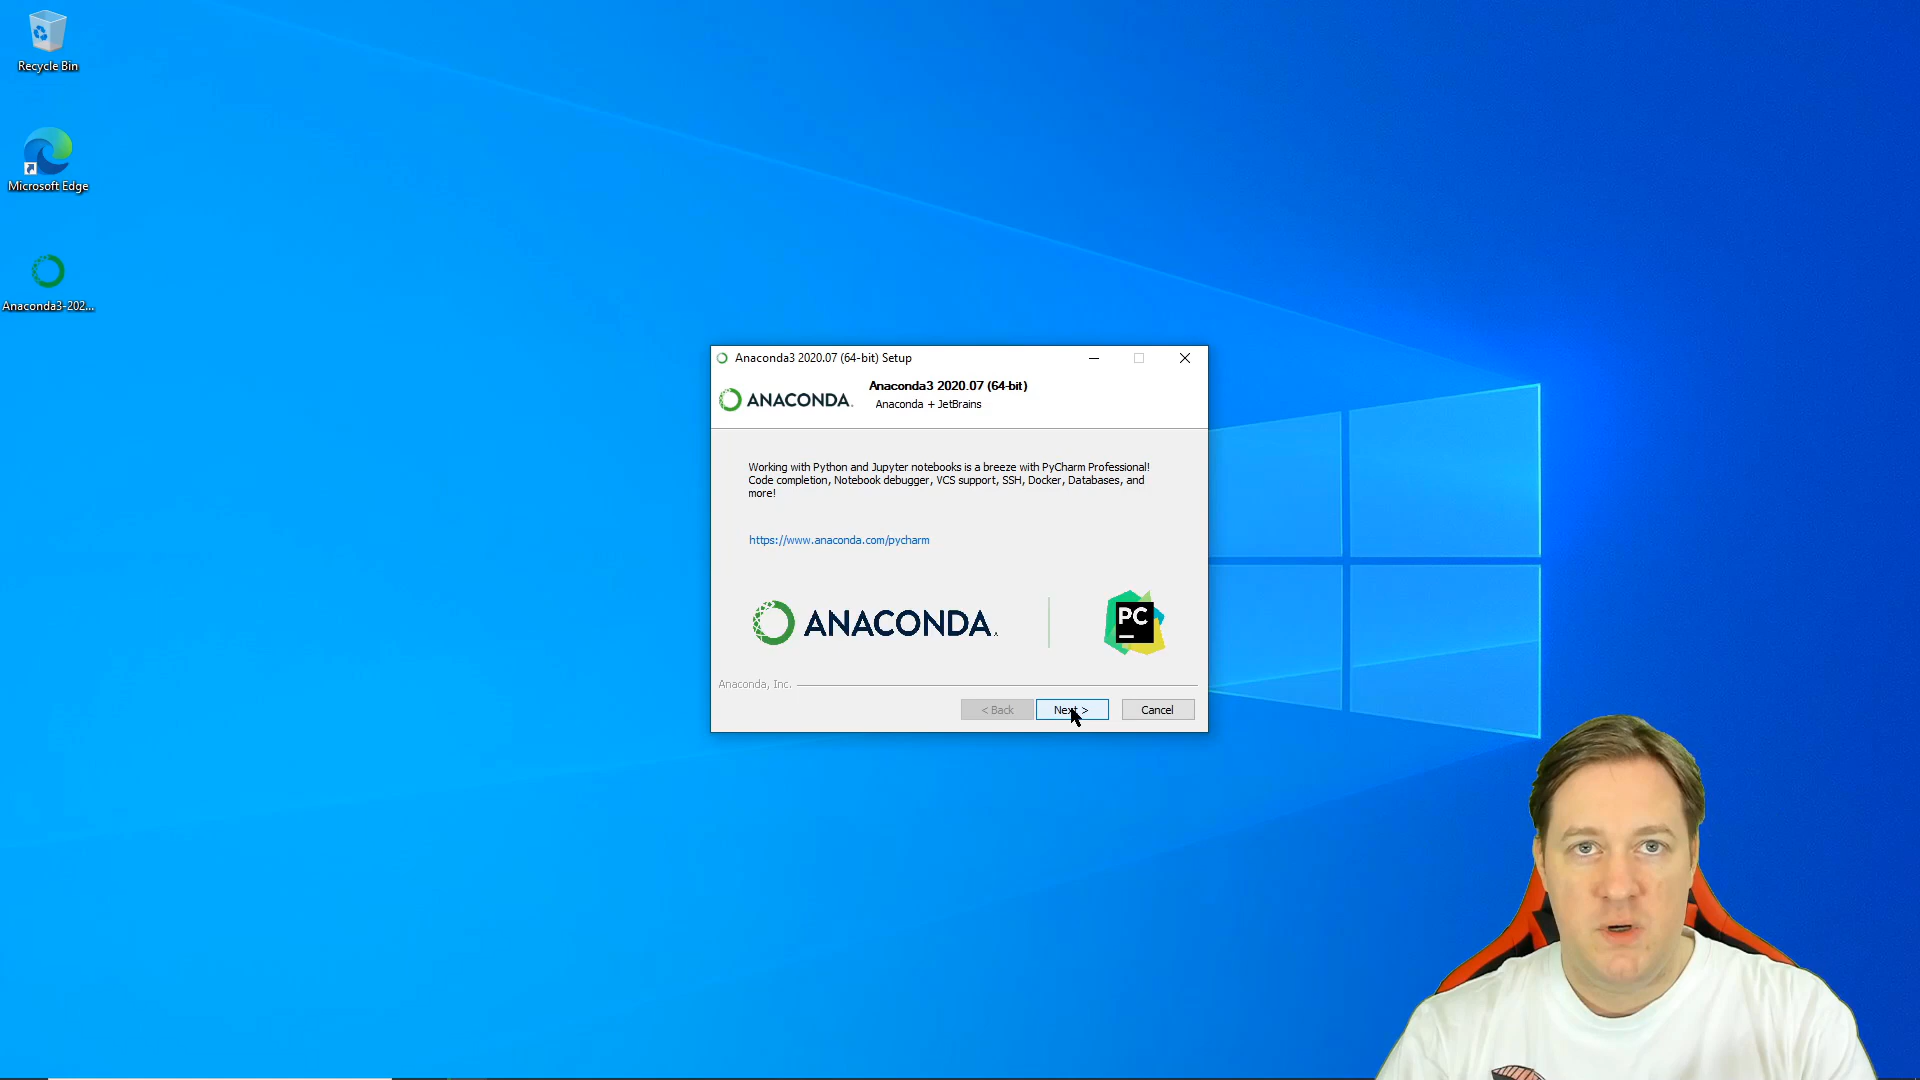 Recycle Bin
Microsoft Edge
Anaconda3-202...
Anaconda3 2020.07 (64-bit) Setup
ANACONDA.
Anaconda3 2020.07 (64-bit)
Anaconda + JetBrains
Working with Python and Jupyter notebooks is a breeze with PyCharm Professional!
Code completion, Notebook debugger, VCS support, SSH, Docker, Databases, and
more!
https://www.anaconda.com/pycharm
ANACONDA.
PC
Anaconda, Inc.
< Back
Next >
Cancel